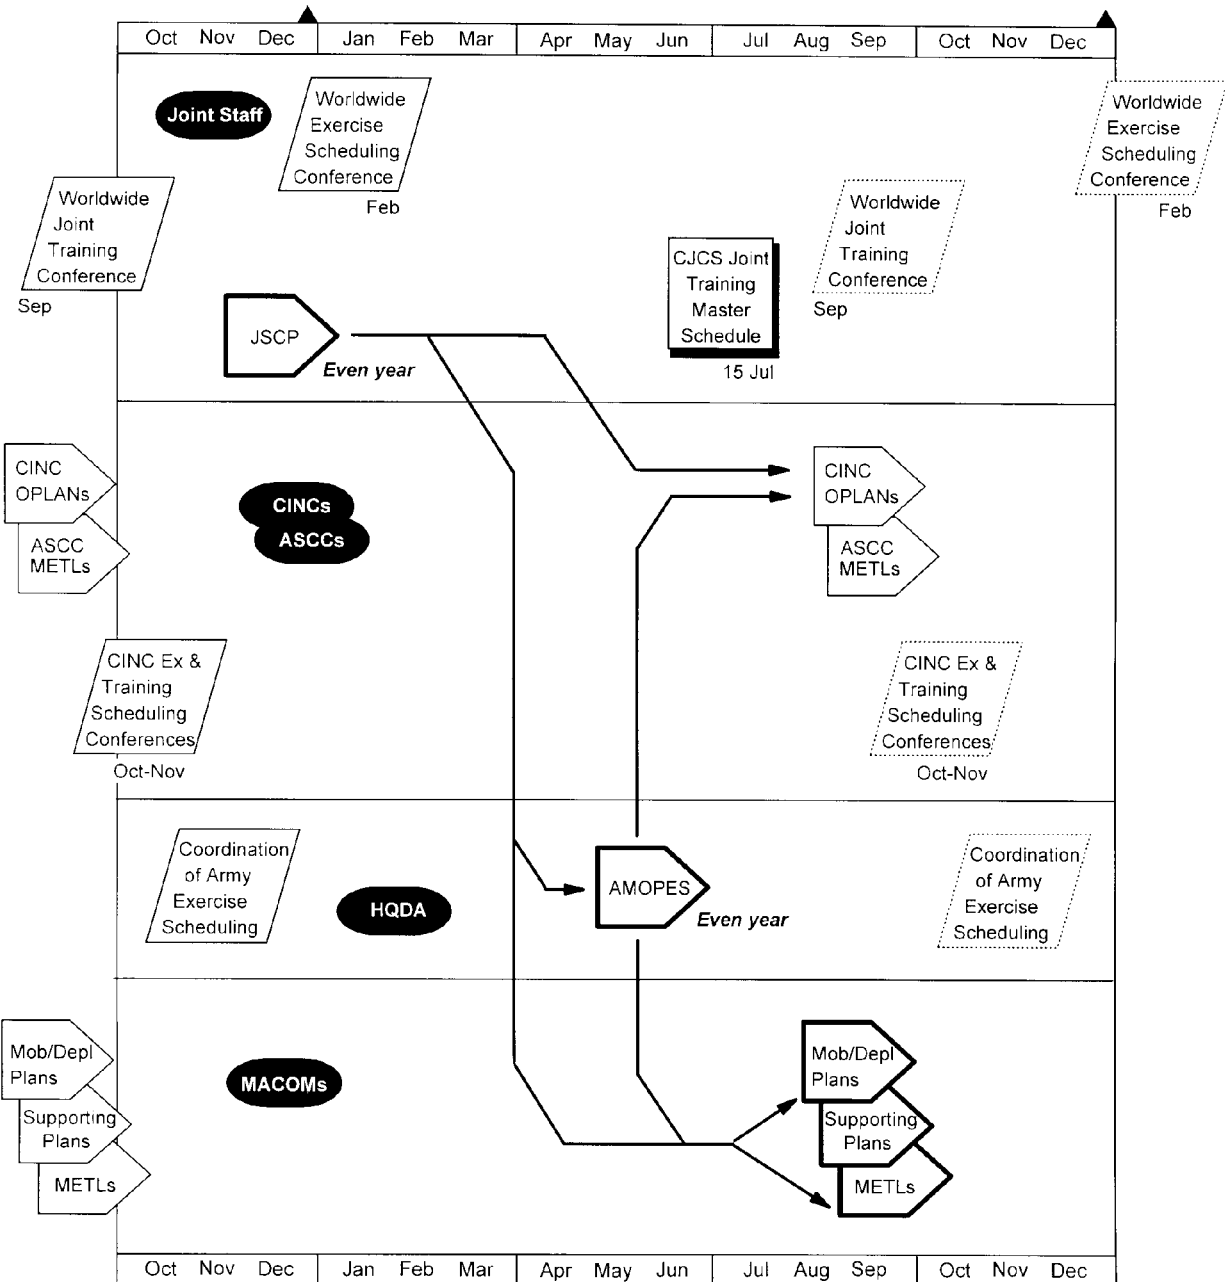 Oct Nov Dec Jan Feb Mar Apr May Jun Jul Aug Sep Oct Nov Dec
Joint Staff
Worldwide
Exercise
Scheduling
Conference
Feb
Worldwide
Exercise
Scheduling
Conference
Feb
Worldwide
Joint
Training
Conference
Sep
Worldwide
Joint
Training
Conference
Sep
CJCS Joint
Training
Master
Schedule
15 Jul
JSCP
Even year
CINC
OPLANs
ASCC
METLs
CINCs
ASCCs
CINC
OPLANs
ASCC
METLs
CINC Ex &
Training
Scheduling
Conferences
Oct-Nov
CINC Ex &
Training
Scheduling
Conferences
Oct-Nov
Coordination
of Army
Exercise
Scheduling
HQDA
AMOPES
Even year
Coordination
of Army
Exercise
Scheduling
Mob/Depl
Plans
Supporting
Plans
METLs
MACOMs
Mob/Depl
Plans
Supporting
Plans
METLs
Oct Nov Dec Jan Feb Mar Apr May Jun Jul Aug Sep Oct Nov Dec